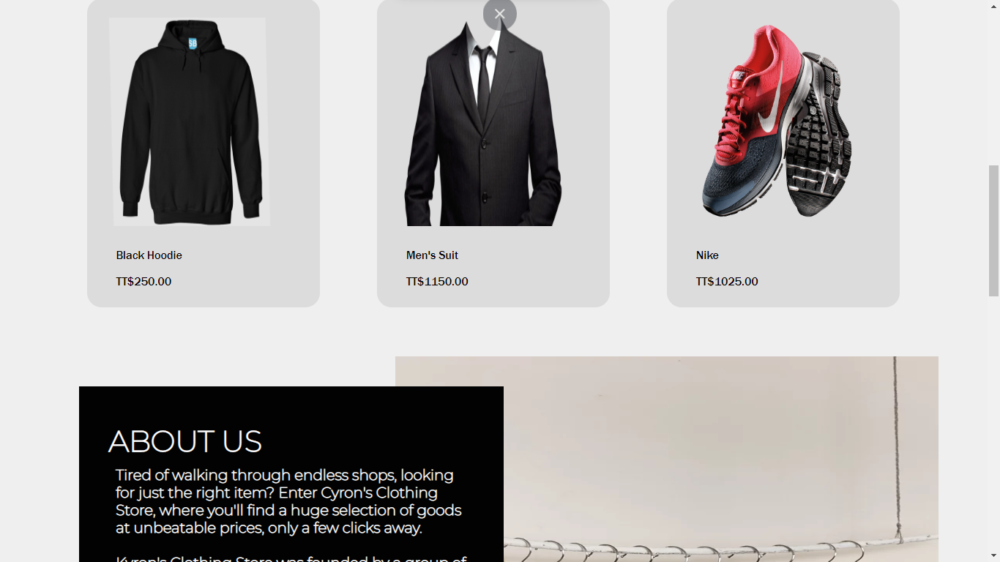 SB
NIKE
Black Hoodie
Men's Suit
Nike
TT$250.00
TT$1150.00
TT$1025.00
ABOUT US
Tired of walking through endless shops, looking
for just the right item? Enter Cyron's Clothing
Store, where you'll find a huge selection of goods
at unbeatable prices, only a few clicks away.
Kyron's Clothing Store was founded by a group of